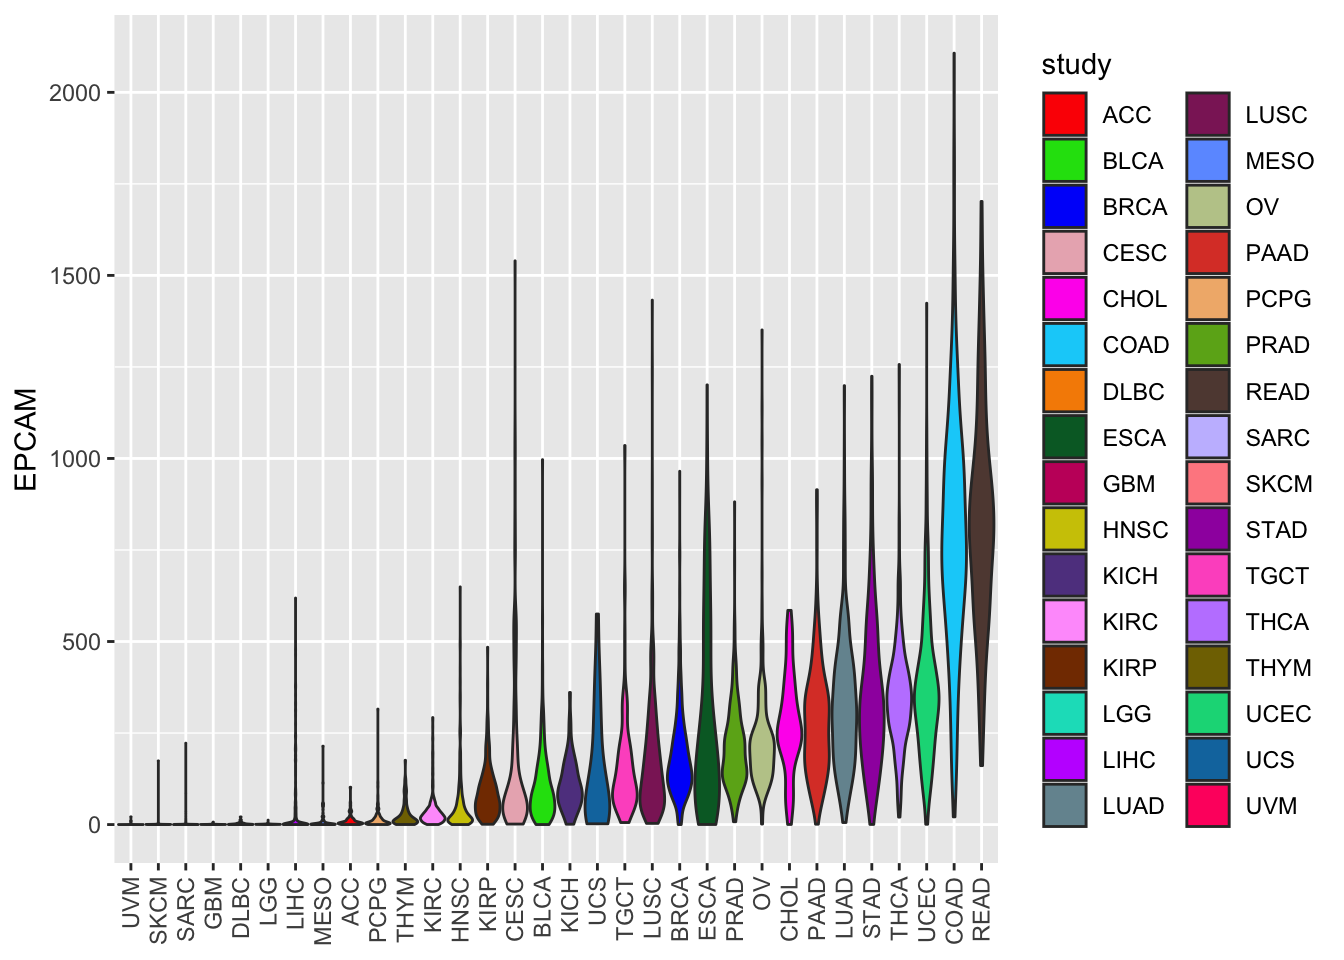 EPCAM
2000
1500
1000
500
0
UVM
SKCM
SARC
GBM
DLBC
LGG
LIHC
MESO
ACC
PCPG
THYM
KIRC
HNSC
KIRP
CESC
BLCA
KICH
UCS
TGCT
LUSC
BRCA
ESCA
PRAD
OV
CHOL
PAAD
LUAD
STAD
THCA
UCEC
COAD
READ
study
ACC
BLCA
BRCA
CESC
CHOL
COAD
DLBC
ESCA
GBM
HNSC
KICH
KIRC
KIRP
LGG
LIHC
LUAD
LUSC
MESO
OV
PAAD
PCPG
PRAD
READ
SARC
SKCM
STAD
TGCT
THCA
THYM
UCEC
UCS
UVM